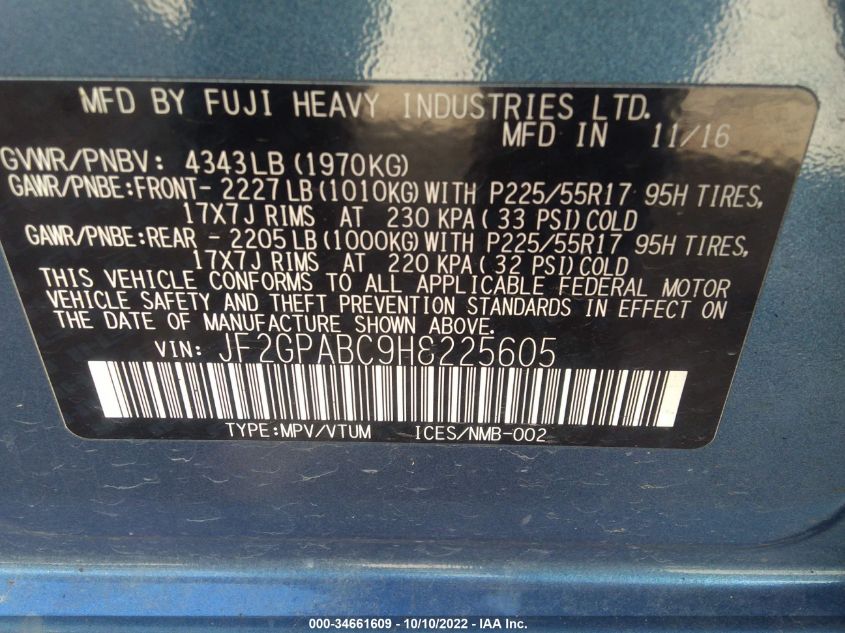 MFD BY FUJI HEAVY INDUSTRIES LTD.
MFD IN 11/16
GVWR/PNBV: 4343LB(1970KG)
GAWR/PNBE:FRONT- 2227LB(1010KG)WITH P225/55R17 95H TIRES,
17X7J RIMS AT 230 KPA(33 PSI)COLD
GAWR/PNBE:REAR - 2205LB(1000KG)WITH P225/55R17 95H TIRES,
17X7J RIMS AT 220 KPA(32 PSI)COLD
THIS VEHICLE CONFORMS TO ALL APPLICABLE FEDERAL MOTOR
VEHICLE SAFETY AND THEFT PREVENTION STANDARDS IN EFFECT ON
THE DATE OF MANUFACTURE SHOWN ABOVE.
VIN: JF2GPABC9H8225605
TYPE:MPV/VTUM ICES/NMB-002
000-34661609 - 10/10/2022 - IAA Inc.